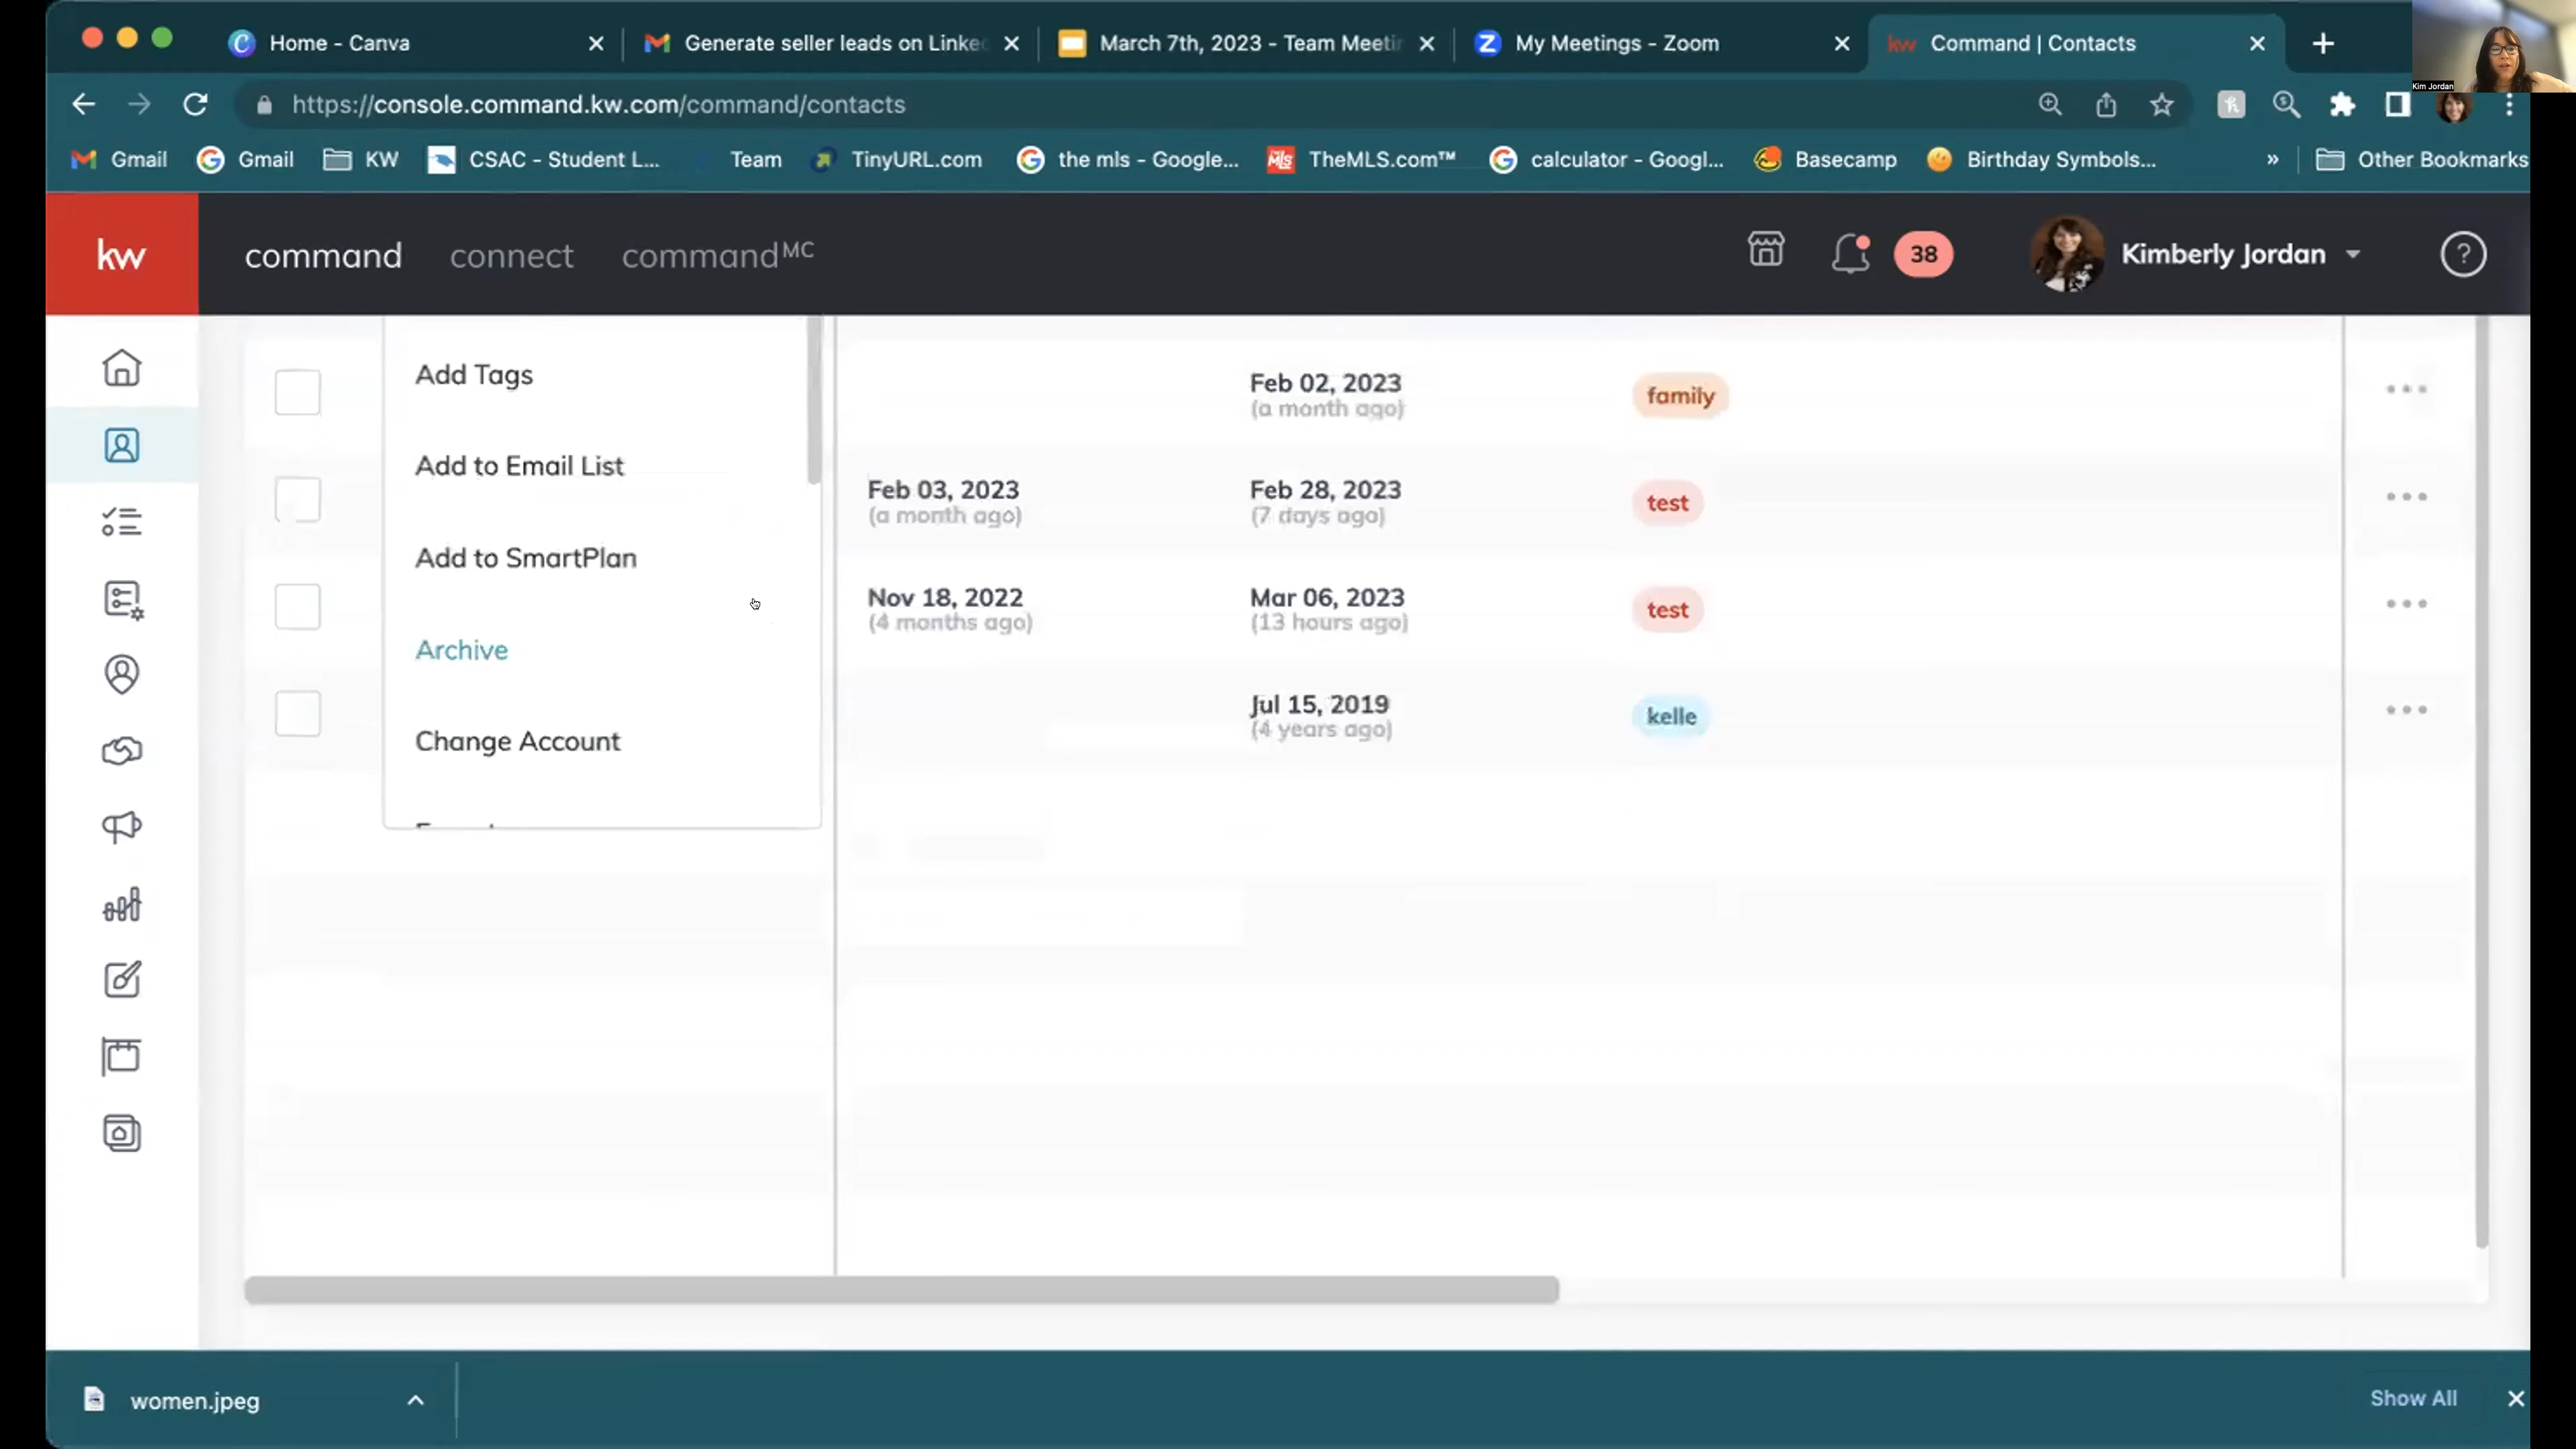 Home - Canva
Generate seller leads on Linke
March 7th, 2023 - Team Meeti
My Meetings - Zoom
kw Command | Contacts
Kim Jordan
https://console.command.kw.com/command/contacts
Gmail
Gmail
KW
CSAC - Student L...
Team
TinyURL.com
the mls - Google...
TheMLS.com™
calculator - Googl...
Basecamp
Birthday Symbols...
»
Other Bookmarks
kw
command
connect
command MC
38
Kimberly Jordan
?
Add Tags
Add to Email List
Add to SmartPlan
Archive
Change Account
Feb 02, 2023
(a month ago)
family
Feb 03, 2023
(a month ago)
Feb 28, 2023
(7 days ago)
test
Nov 18, 2022
(4 months ago)
Mar 06, 2023
(13 hours ago)
test
Jul 15, 2019
(4 years ago)
kelle
women.jpeg
Show All